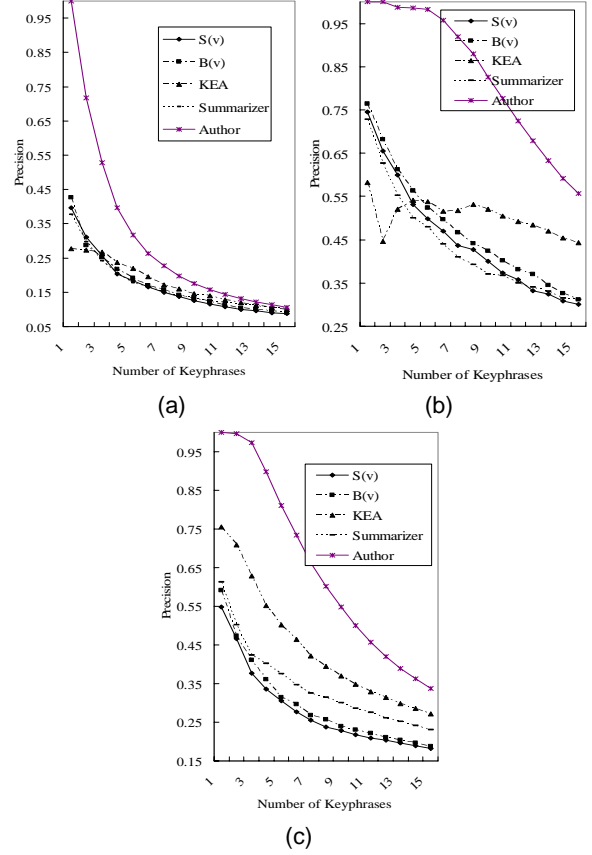 0.95
0.85
0.75
0.65
0.55
0.45
0.35
0.25
0.15
0.05
Precision
S(v)
B(v)
KEA
Summarizer
Author
1 3 5 7 9 11 13 15
Number of Keyphrases
(a)
0.95
0.85
0.75
0.65
0.55
0.45
0.35
0.25
Precision
S(v)
B(v)
KEA
Summarizer
Author
1 3 5 7 9 11 13 15
Number of Keyphrases
(b)
0.95
0.85
0.75
0.65
0.55
0.45
0.35
0.25
0.15
Precision
S(v)
B(v)
KEA
Summarizer
Author
1 3 5 7 9 11 13 15
Number of Keyphrases
(c)